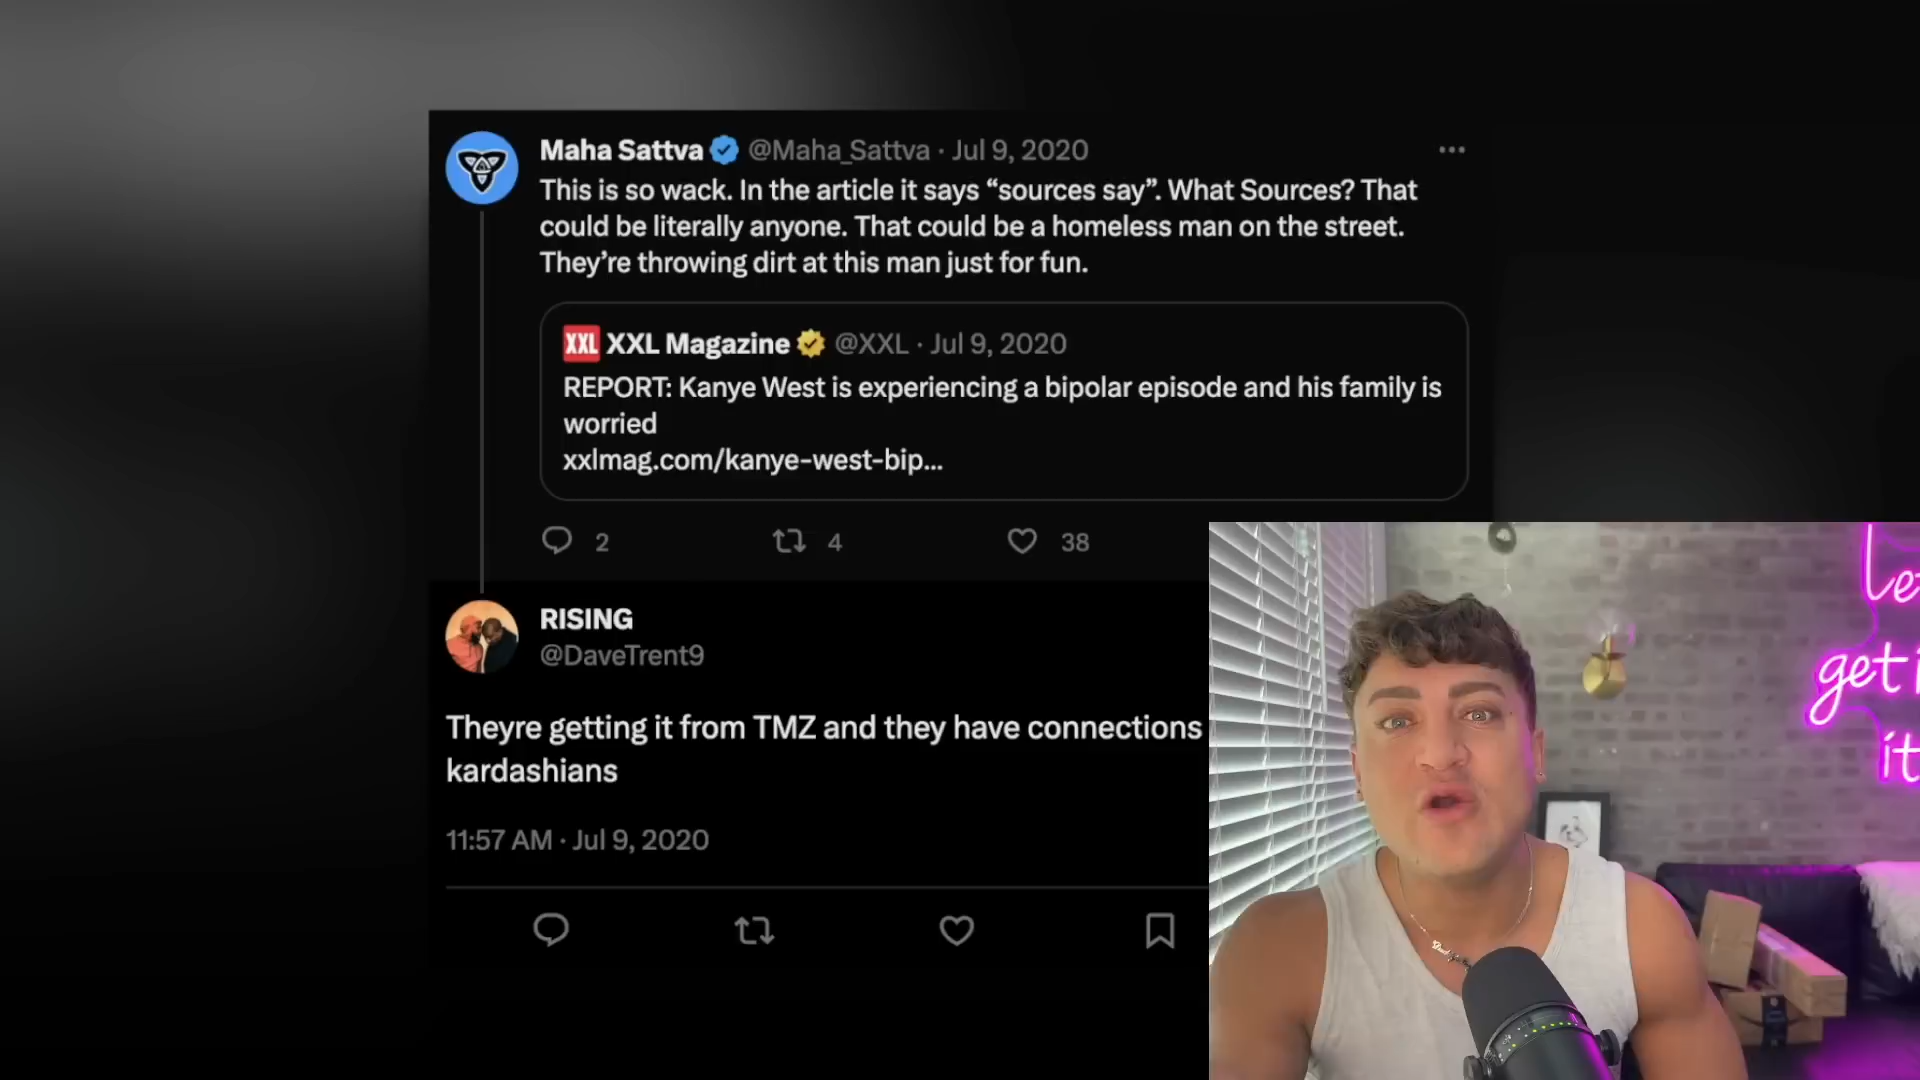 Maha Sattva @Maha_Sattva · Jul 9, 2020
This is so wack. In the article it says “sources say”. What Sources? That
could be literally anyone. That could be a homeless man on the street.
They’re throwing dirt at this man just for fun.
XXL XXL Magazine @XXL · Jul 9, 2020
REPORT: Kanye West is experiencing a bipolar episode and his family is
worried
xxlmag.com/kanye-west-bip...
2 4 38
RISING
@DaveTrent9
Theyre getting it from TMZ and they have connections
kardashians
11:57 AM · Jul 9, 2020
get i
it